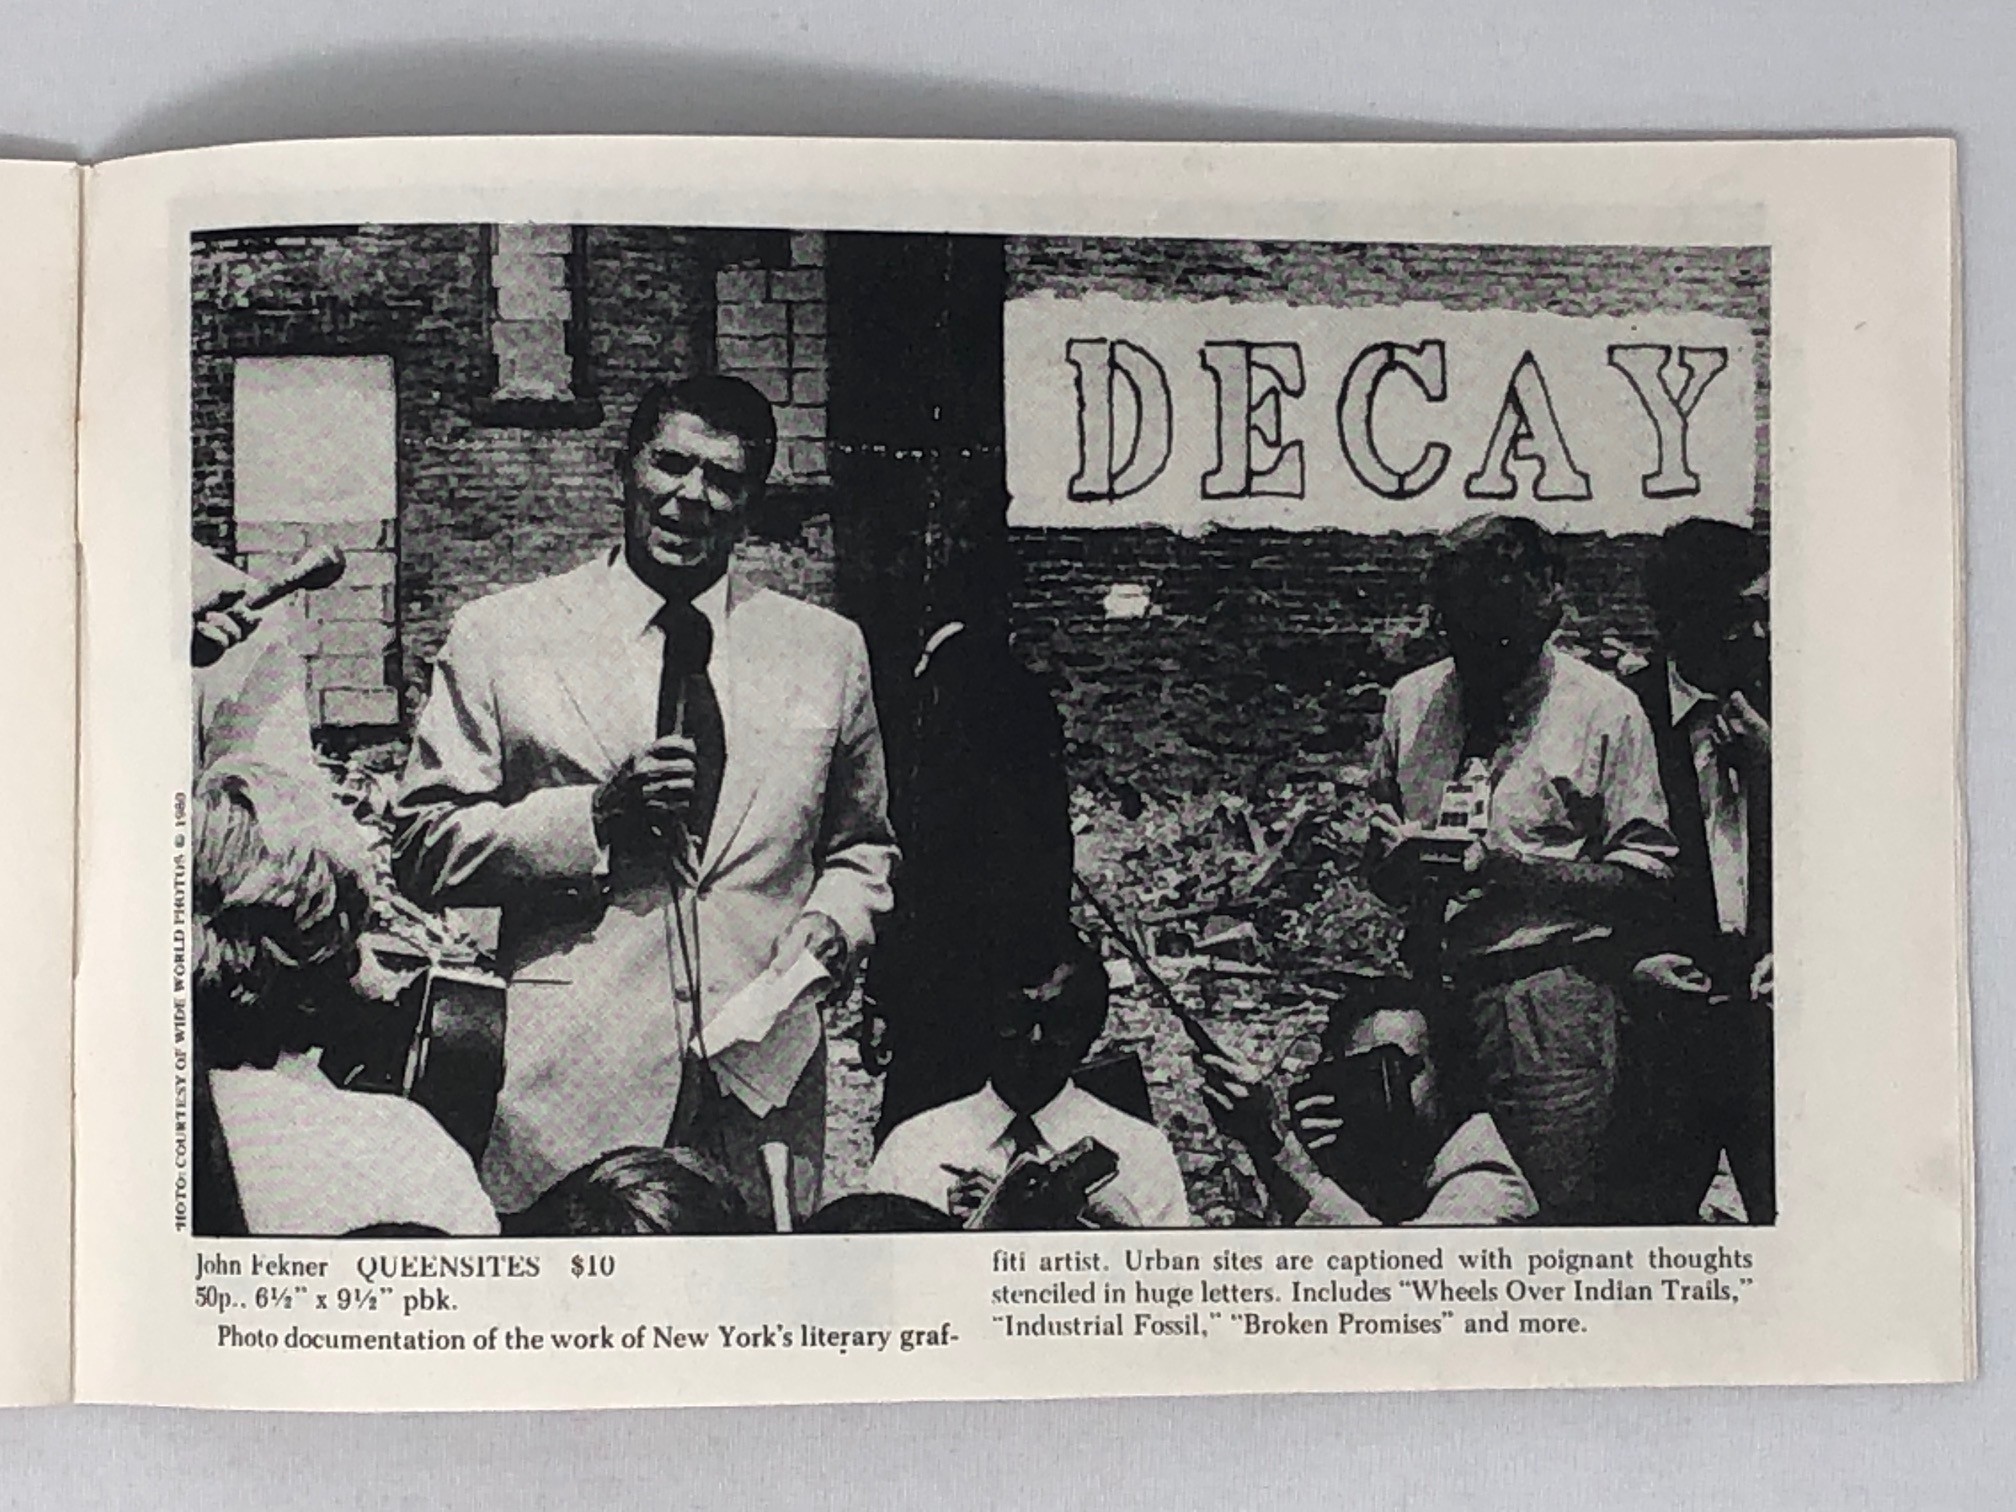 DECAY
PHOTO: COURTESY OF WIDE WORLD PHOTOS © 1980
John Fekner QUEENSITES $10
50p., 6½" x 9½" pbk.
Photo documentation of the work of New York's literary graf-
fiti artist. Urban sites are captioned with poignant thoughts
stenciled in huge letters. Includes "Wheels Over Indian Trails,"
"Industrial Fossil," "Broken Promises" and more.